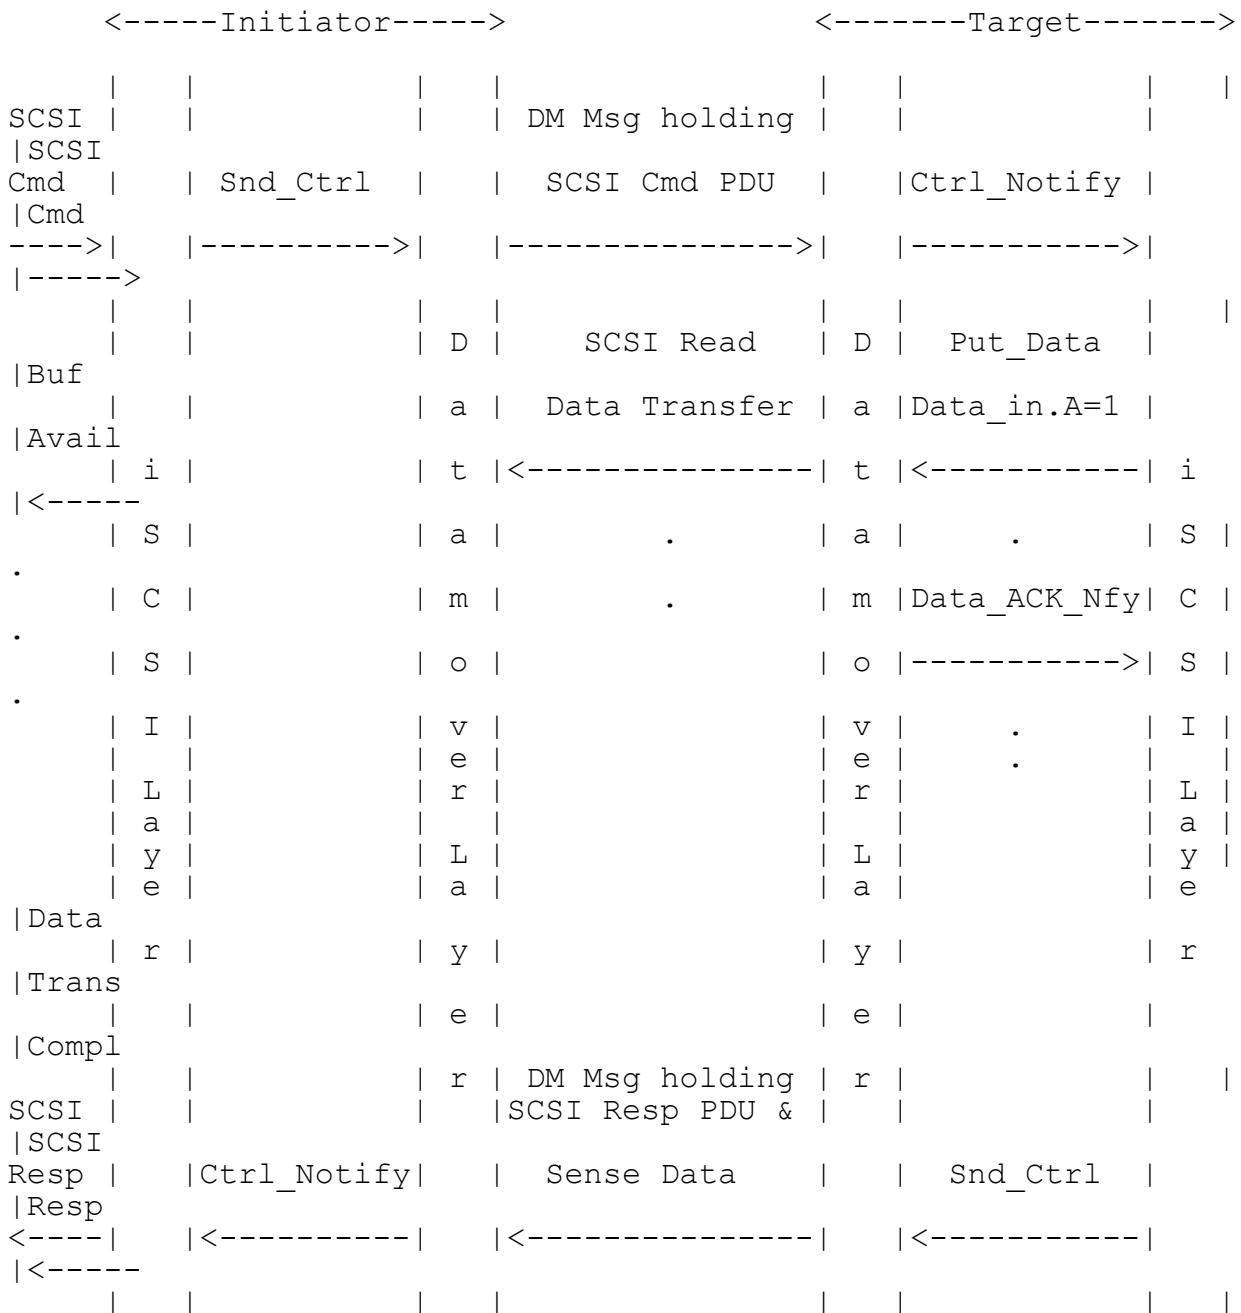 <-----Initiator----->                   <-------Target------->

      |    |              |    |                    |    |               |    |
SCSI  |    |              |    | DM Msg holding     |    |               |
|SCSI
Cmd   |    | Snd_Ctrl     |    |  SCSI Cmd PDU      |    |Ctrl_Notify    |
|Cmd
---->|    |---------->|    |--------------->|    |----------->|
|----->
      |    |              |    |                    |    |               |    |
      |    |              | D  |    SCSI Read       | D  |  Put_Data     |
|Buf
      |    |              | a  |  Data Transfer     | a  |Data_in.A=1    |
|Avail
      | i  |              | t  |<---------------| t  |<-----------| i
|<-----
      | S  |              | a  |        .           | a  |     .         | S  |
.
      | C  |              | m  |        .           | m  |Data_ACK_Nfy| C  |
.
      | S  |              | o  |                    | o  |----------->| S  |
.
      | I  |              | v  |                    | v  |     .         | I  |
      |    |              | e  |                    | e  |     .         |    |
      | L  |              | r  |                    | r  |               | L  |
      | a  |              |    |                    |    |               | a  |
      | y  |              | L  |                    | L  |               | y  |
      | e  |              | a  |                    | a  |               | e
|Data
      | r  |              | y  |                    | y  |               | r
|Trans
      |    |              | e  |                    | e  |               |
|Compl
      |    |              | r  | DM Msg holding     | r  |               |    |
SCSI  |    |              |    |SCSI Resp PDU &     |    |               |
|SCSI
Resp  |    |Ctrl_Notify|    |  Sense Data        |    |  Snd_Ctrl     |
|Resp
<----|    |<----------|    |<---------------|    |<-----------|
|<-----
      |    |              |    |                    |    |               |    |